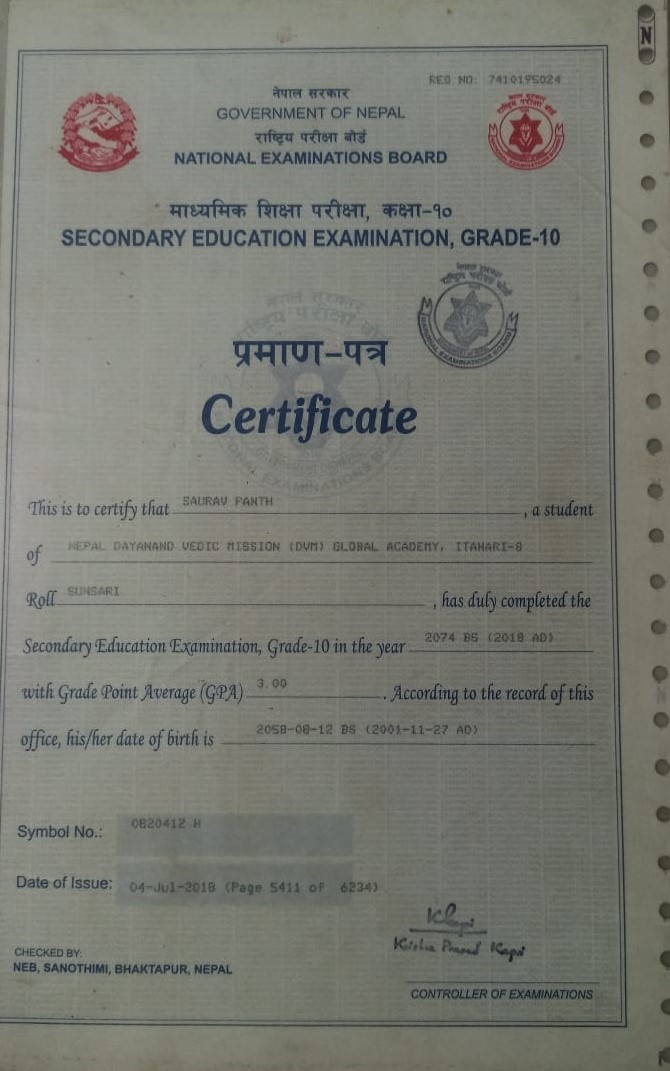 N
REG NO: 7410195024
नेपाल सरकार
GOVERNMENT OF NEPAL
राष्ट्रिय परीक्षा बोर्ड
NATIONAL EXAMINATIONS BOARD
माध्यमिक शिक्षा परीक्षा, कक्षा-१०
SECONDARY EDUCATION EXAMINATION, GRADE-10
प्रमाण-पत्र
Certificate
This is to certify that SAURAV PANTH, a student
of NEPAL DAYANAND VEDIC MISSION (DVM) GLOBAL ACADEMY, ITAHARI-8
Roll SUNSARI, has duly completed the
Secondary Education Examination, Grade-10 in the year 2074 BS (2018 AD)
with Grade Point Average (GPA) 3.00. According to the record of this
office, his/her date of birth is 2058-08-12 BS (2001-11-27 AD)
Symbol No.: 0820412 H
Date of Issue: 04-Jul-2018 (Page 5411 of 6234)
CHECKED BY:
NEB, SANOTHIMI, BHAKTAPUR, NEPAL
CONTROLLER OF EXAMINATIONS